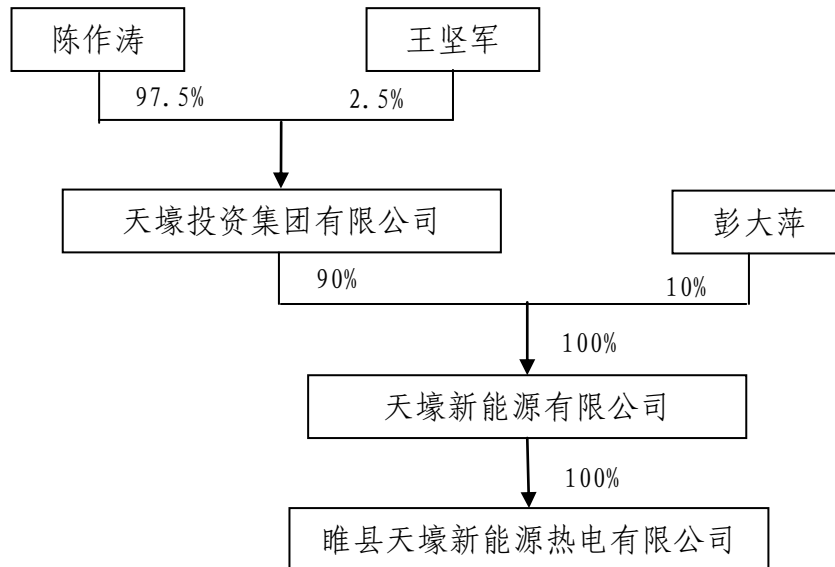 陈作涛
王坚军
97.5%
2.5%
天壕投资集团有限公司
彭大萍
90%
10%
100%
天壕新能源有限公司
100%
睢县天壕新能源热电有限公司